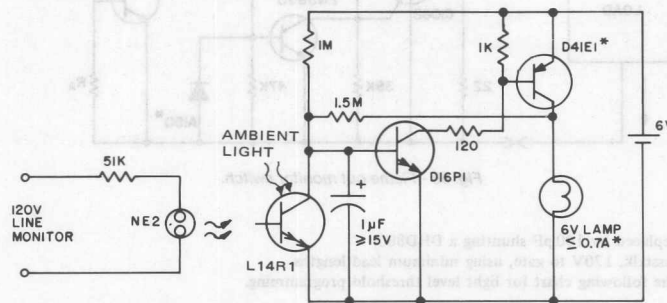 1M
1K
D41E1*
1.5M
120
6V
AMBIENT
LIGHT
D16P1
51K
120V
LINE
MONITOR
NE2
+
1µF
≥15V
L14R1
6V LAMP
≤ 0.7A*